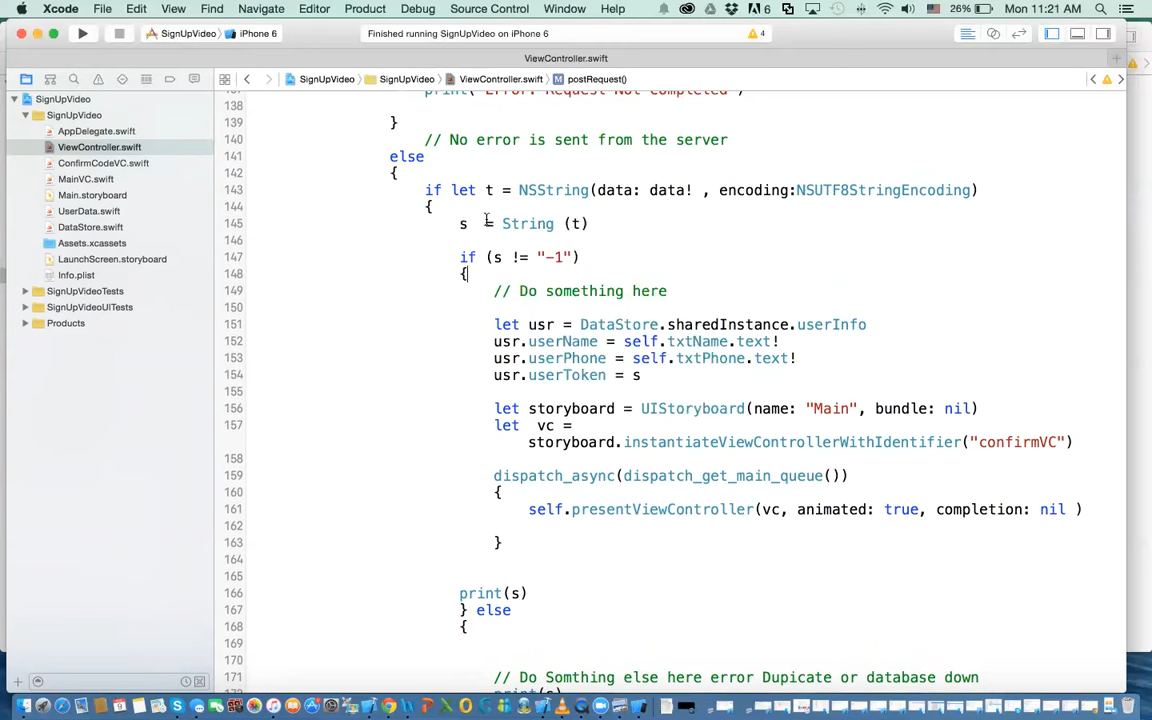 Xcode File Edit View Find Navigate Editor Product Debug Source Control Window Help 6 26% Mon 11:21 AM
SignUpVideo iPhone 6 Finished running SignUpVideo on iPhone 6 4
ViewController.swift
SignUpVideo SignUpVideo ViewController.swift M postRequest()
SignUpVideo
SignUpVideo
AppDelegate.swift
ViewController.swift
ConfirmCodeVC.swift
MainVC.swift
Main.storyboard
UserData.swift
DataStore.swift
Assets.xcassets
LaunchScreen.storyboard
Info.plist
SignUpVideoTests
SignUpVideoUITests
Products
137 print("Error: Request Not completed")
138
139 }
140 // No error is sent from the server
141 else
142 {
143 if let t = NSString(data: data! , encoding:NSUTF8StringEncoding)
144 {
145 s = String (t)
146
147 if (s != "-1")
148 {
149 // Do something here
150
151 let usr = DataStore.sharedInstance.userInfo
152 usr.userName = self.txtName.text!
153 usr.userPhone = self.txtPhone.text!
154 usr.userToken = s
155
156 let storyboard = UIStoryboard(name: "Main", bundle: nil)
157 let vc =
storyboard.instantiateViewControllerWithIdentifier("confirmVC")
158
159 dispatch_async(dispatch_get_main_queue())
160 {
161 self.presentViewController(vc, animated: true, completion: nil )
162
163 }
164
165
166 print(s)
167 } else
168 {
169
170
171 // Do Somthing else here error Dupicate or database down
print(s)